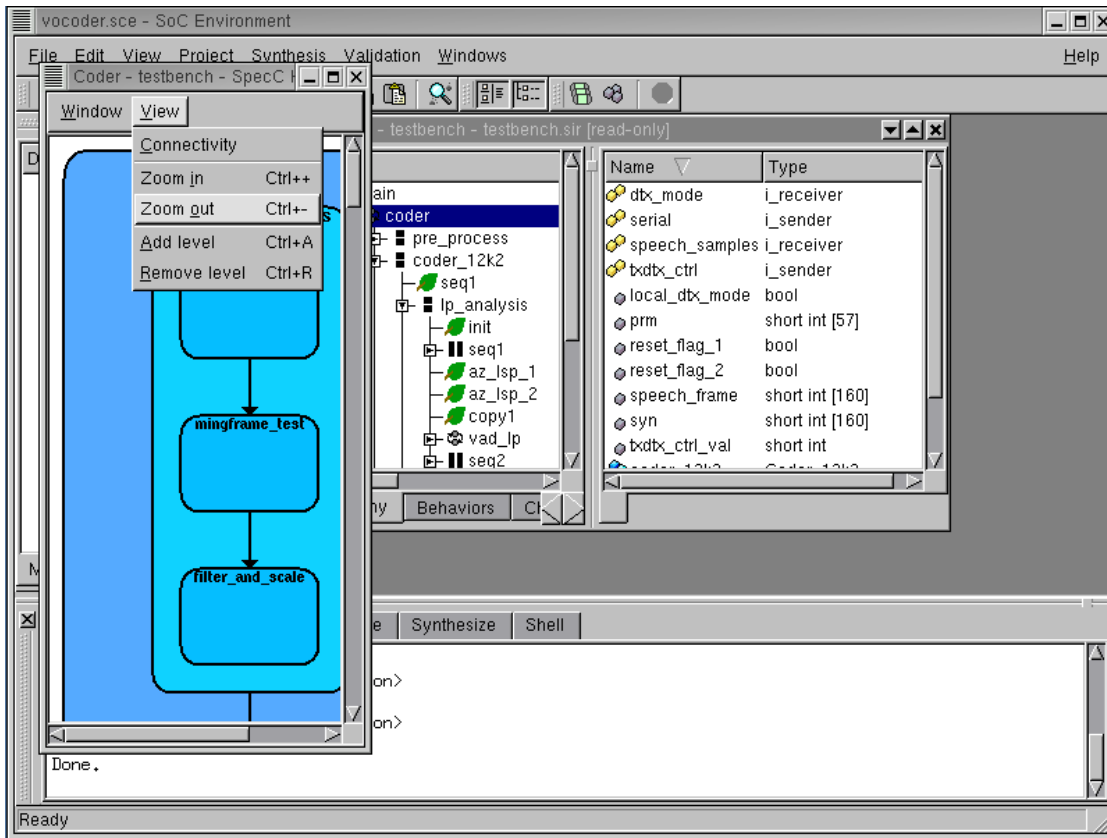 vocoder.sce - SoC Environment
File Edit View Project Synthesis Validation Windows Help
Coder - testbench - SpecC
Window View
Connectivity
Zoom in Ctrl++
Zoom out Ctrl+-
Add level Ctrl+A
Remove level Ctrl+R
mingframe_test
filter_and_scale
- testbench - testbench.sir [read-only]
ain
coder
pre_process
coder_12k2
seq1
lp_analysis
init
seq1
az_lsp_1
az_lsp_2
copy1
vad_lp
seq2
Behaviors
Name Type
dtx_mode i_receiver
serial i_sender
speech_samples i_receiver
txdtx_ctrl i_sender
local_dtx_mode bool
prm short int [57]
reset_flag_1 bool
reset_flag_2 bool
speech_frame short int [160]
syn short int [160]
txdtx_ctrl_val short int
Synthesize Shell
on>
on>
Done.
Ready